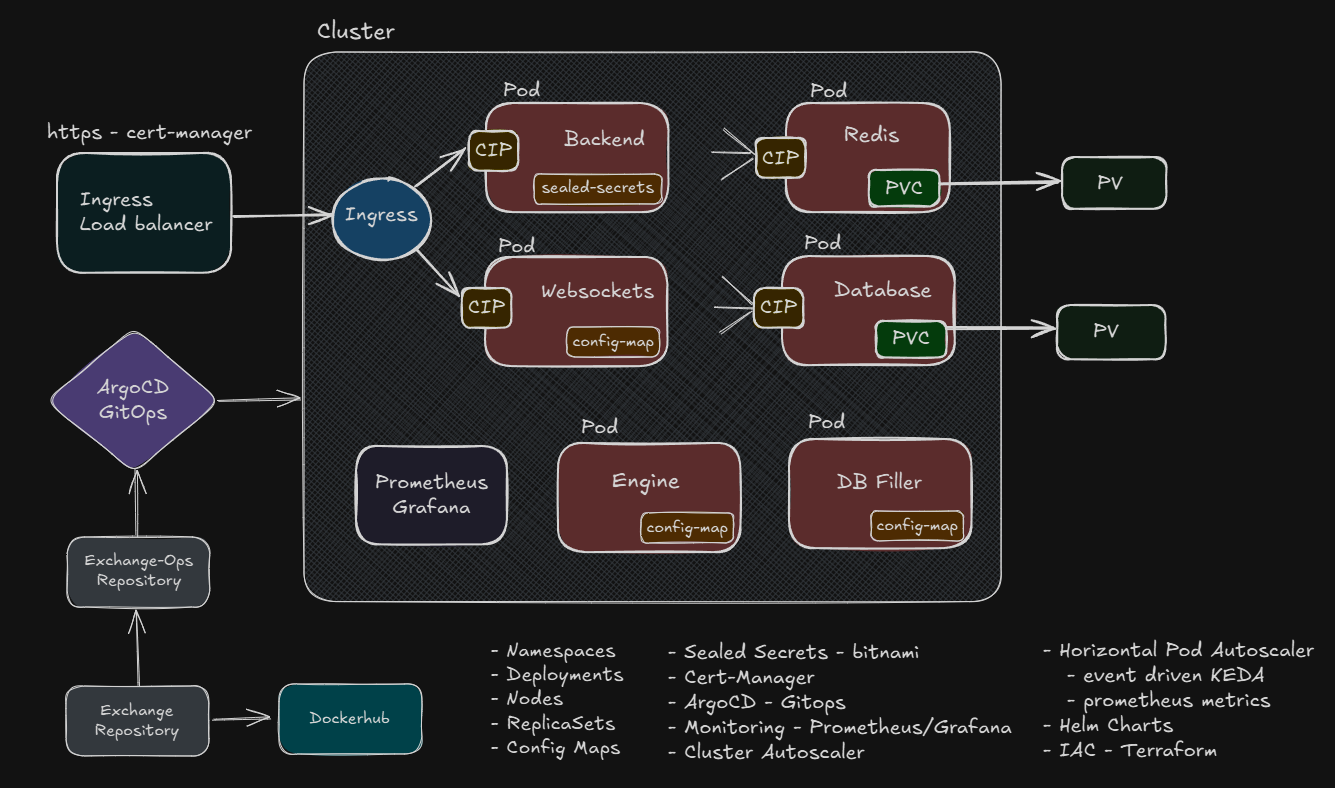 Cluster
https - cert-manager
Ingress
Load balancer
Ingress
Pod
CIP
Backend
sealed-secrets
Pod
CIP
Redis
PVC
PV
Pod
CIP
Websockets
config-map
Pod
CIP
Database
PVC
PV
ArgoCD
GitOps
Prometheus
Grafana
Pod
Engine
config-map
Pod
DB Filler
config-map
Exchange-Ops
Repository
Exchange
Repository
Dockerhub
- Namespaces
- Deployments
- Nodes
- ReplicaSets
- Config Maps
- Sealed Secrets - bitnami
- Cert-Manager
- ArgoCD - Gitops
- Monitoring - Prometheus/Grafana
- Cluster Autoscaler
- Horizontal Pod Autoscaler
- event driven KEDA
- prometheus metrics
- Helm Charts
- IAC - Terraform